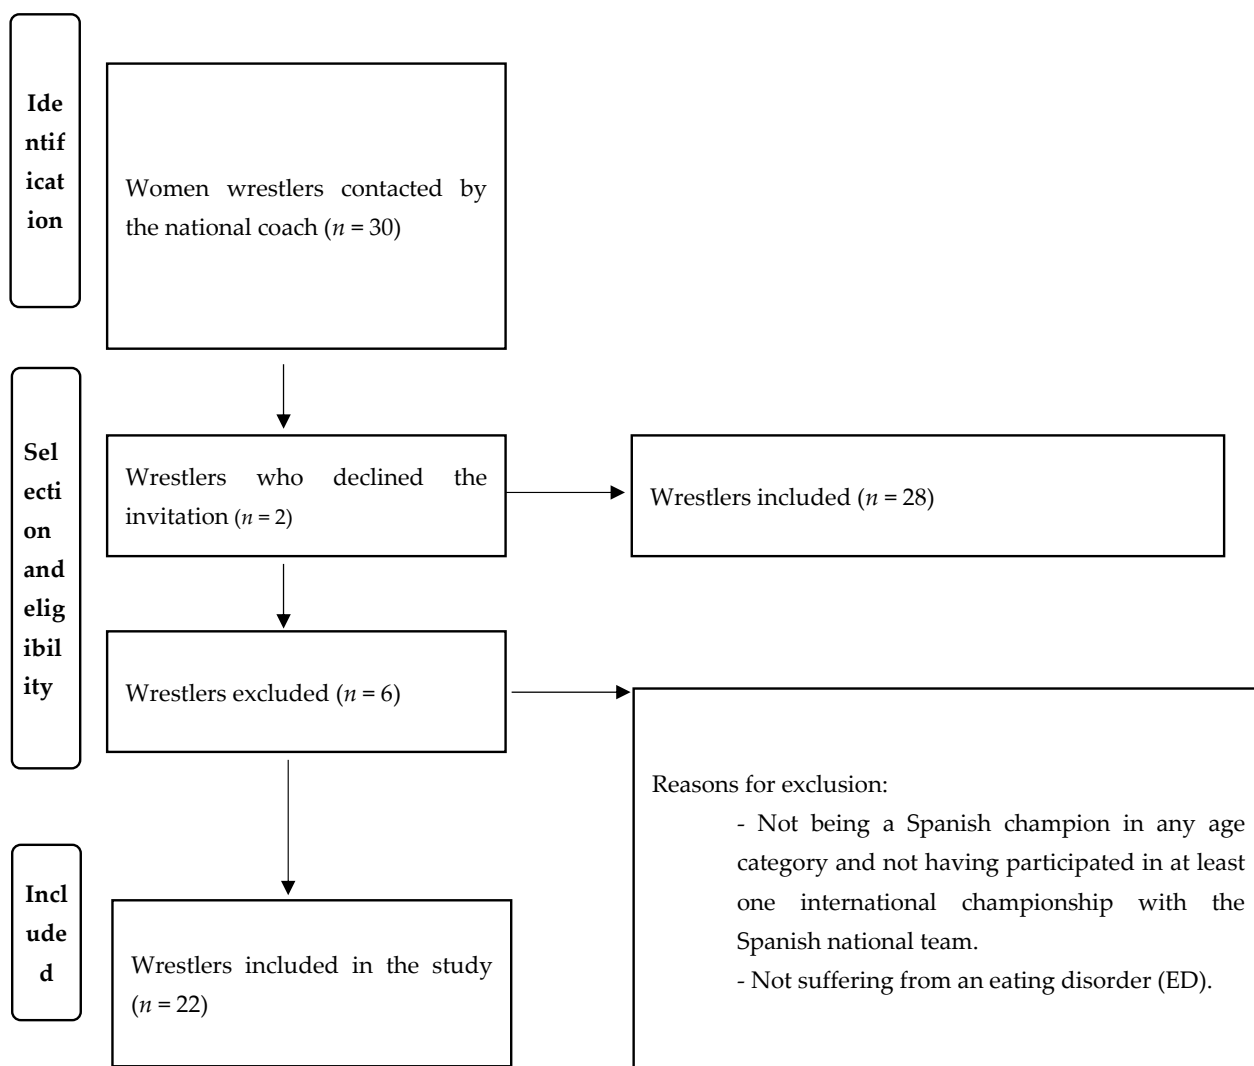 Ide
ntif
icat
ion
Women wrestlers contacted by
the national coach (n = 30)
Sel
ecti
on
and
elig
ibil
ity
Wrestlers who declined the
invitation (n = 2)
Wrestlers included (n = 28)
Wrestlers excluded (n = 6)
Reasons for exclusion:
- Not being a Spanish champion in any age
category and not having participated in at least
one international championship with the
Spanish national team.
- Not suffering from an eating disorder (ED).
Incl
ude
d
Wrestlers included in the study
(n = 22)